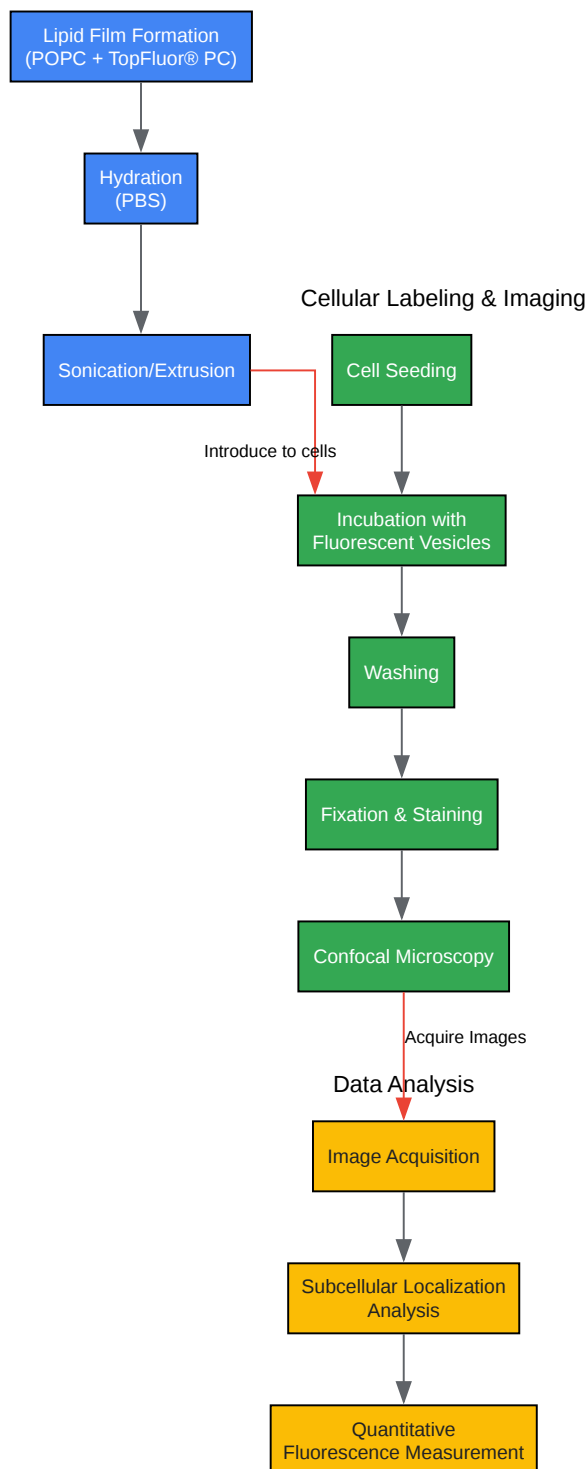 Lipid Film Formation
(POPC + TopFluor® PC)
Hydration
(PBS)
Cellular Labeling & Imaging
Sonication/Extrusion
Cell Seeding
Introduce to cells
Incubation with
Fluorescent Vesicles
Washing
Fixation & Staining
Confocal Microscopy
Acquire Images
Data Analysis
Image Acquisition
Subcellular Localization
Analysis
Quantitative
Fluorescence Measurement